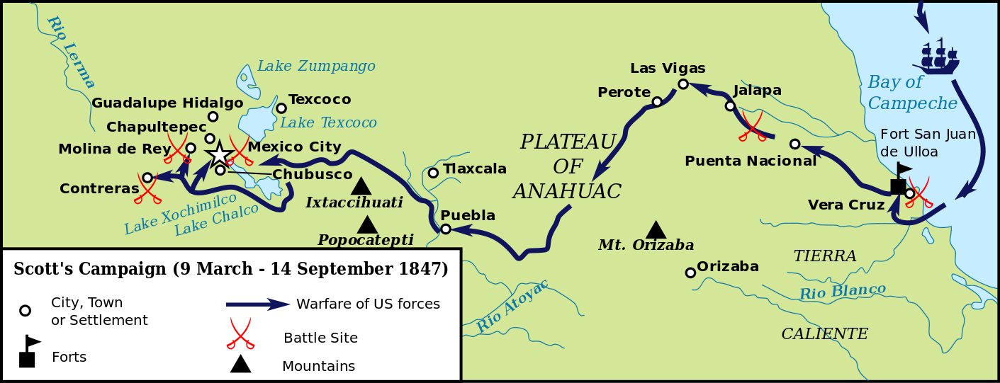 Rio Lerma
Lake Zumpango
Guadalupe Hidalgo
Texcoco
Lake Texcoco
Chapultepec
Molina de Rey
Mexico City
Chubusco
Contreras
Lake Xochimilco
Lake Chalco
Ixtaccihuati
Popocatepti
Tlaxcala
Puebla
PLATEAU
OF
ANAHUAC
Perote
Las Vigas
Jalapa
Puenta Nacional
Bay of
Campeche
Fort San Juan
de Ulloa
Vera Cruz
Mt. Orizaba
Orizaba
TIERRA
Rio Blanco
CALIENTE
Rio Atoyac
Scott's Campaign (9 March - 14 September 1847)
City, Town
or Settlement
Forts
Warfare of US forces
Battle Site
Mountains